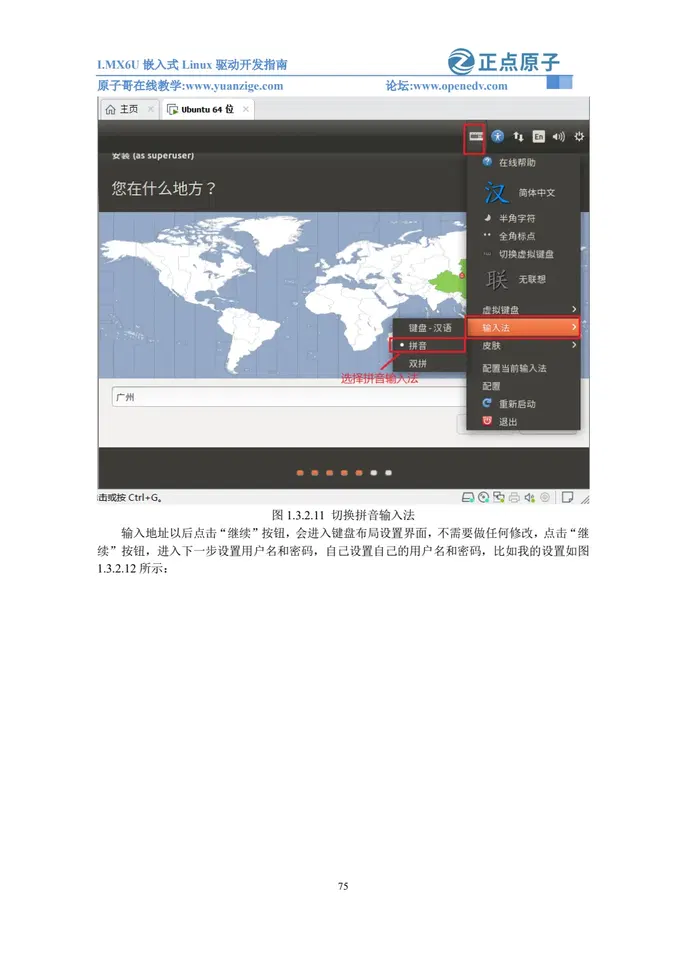 I.MX6U 嵌入式 Linux 驱动开发指南
正点原子
原子哥在线教学:www.yuanzige.com 论坛:www.openedv.com
主页 × Ubuntu 64 位 ×
En
安装 (as superuser)
在线帮助
您在什么地方？
汉 简体中文
半角字符
全角标点
切换虚拟键盘
联 无联想
虚拟键盘
键盘 - 汉语 输入法
拼音 皮肤
双拼 配置当前输入法
选择拼音输入法
配置
广州
重新启动
退出
击或按 Ctrl+G。
图 1.3.2.11 切换拼音输入法
输入地址以后点击“继续”按钮，会进入键盘布局设置界面，不需要做任何修改，点击“继
续”按钮，进入下一步设置用户名和密码，自己设置自己的用户名和密码，比如我的设置如图
1.3.2.12 所示：
75